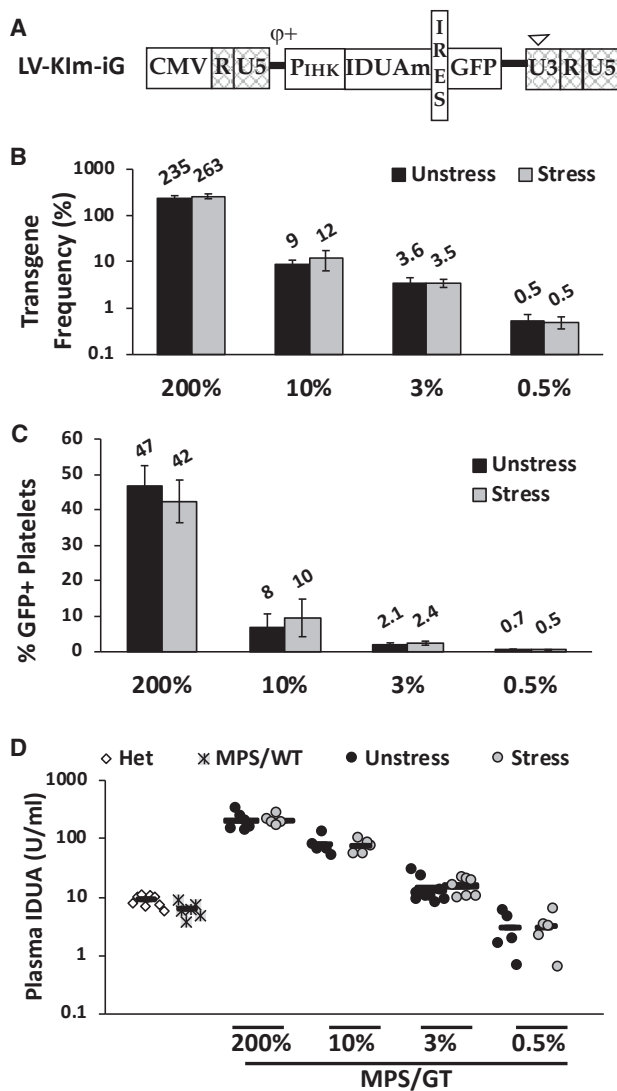 A
LV-KIm-iG
φ+
CMV R U5 PIHK IDUAm IRES GFP U3 R U5
B
Transgene
Frequency (%)
1000
100
10
1
0.1
235 263
9 12
3.6 3.5
0.5 0.5
Unstress Stress
200% 10% 3% 0.5%
C
% GFP+ Platelets
60
50
40
30
20
10
0
47 42
8 10
2.1 2.4
0.7 0.5
Unstress
Stress
200% 10% 3% 0.5%
D
Het MPS/WT Unstress Stress
Plasma IDUA (U/ml)
1000
100
10
1
0.1
200% 10% 3% 0.5%
MPS/GT